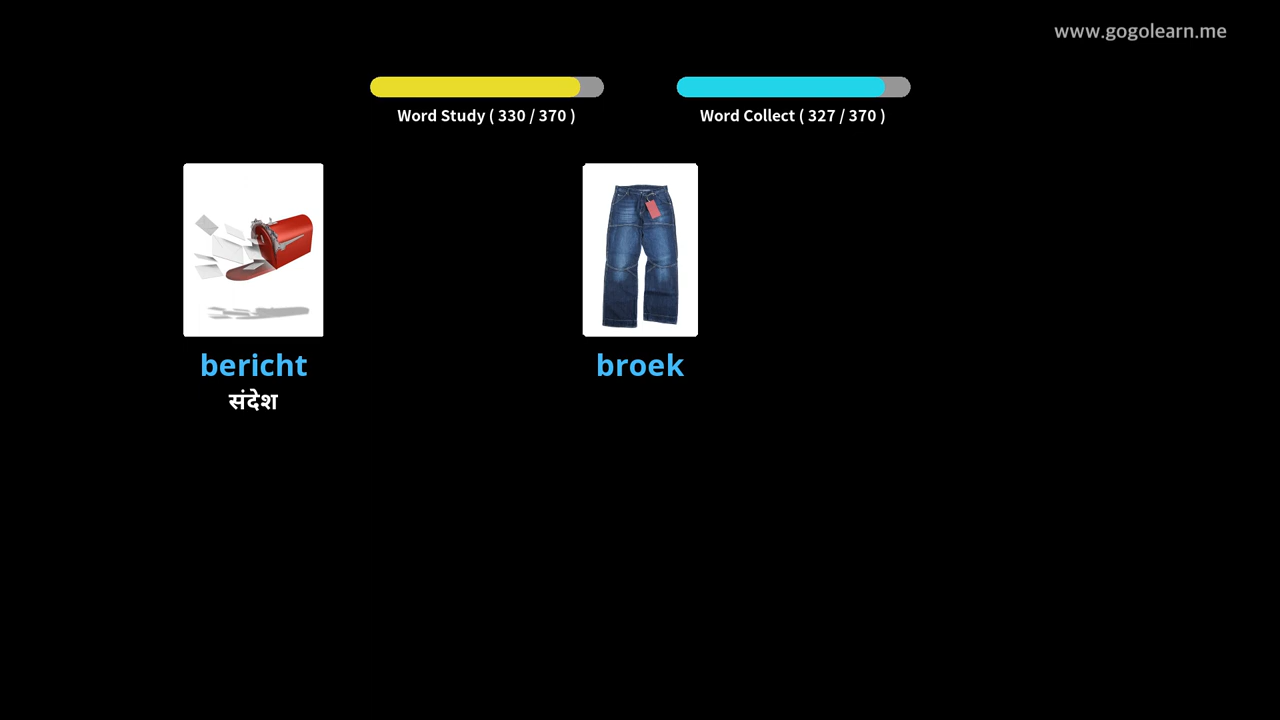 www.gogolearn.me
Word Study ( 330 / 370 )
Word Collect ( 327 / 370 )
bericht
broek
संदेश